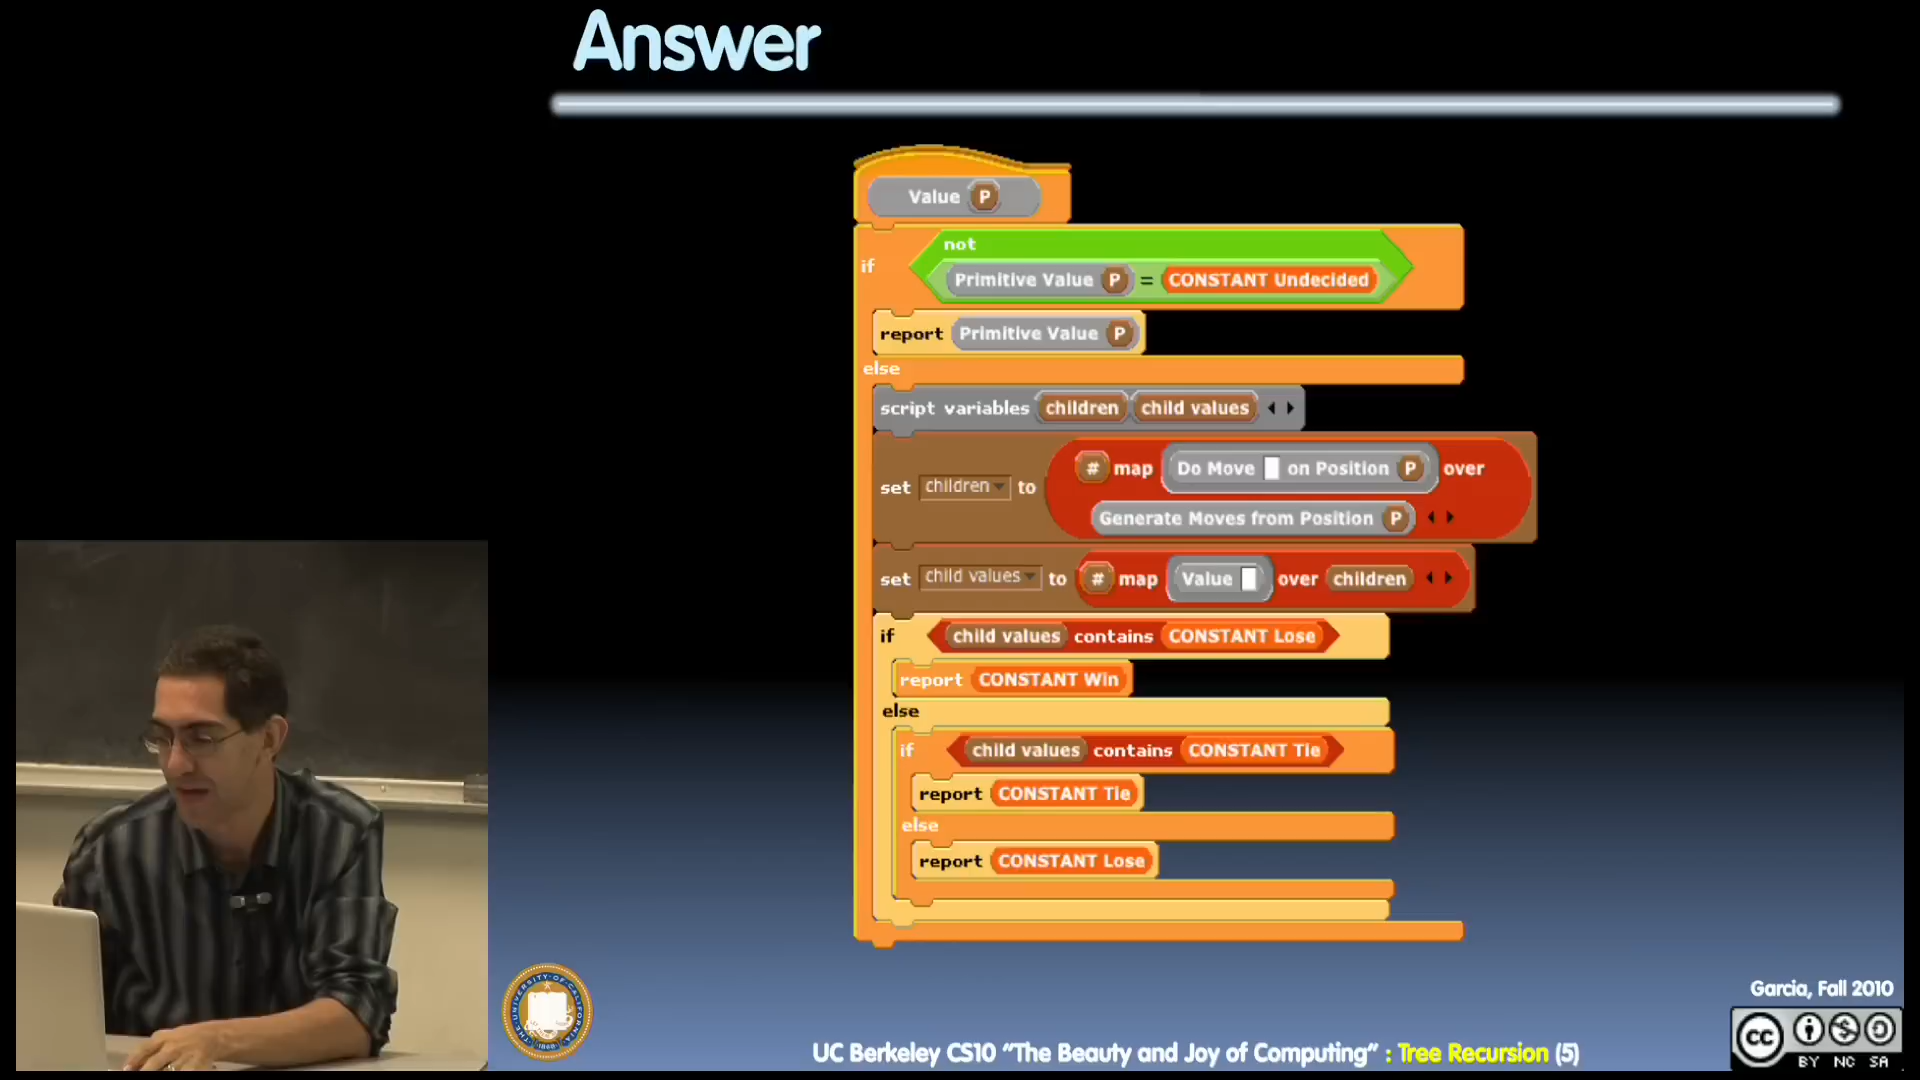 Answer
Value P
not
if Primitive Value P = CONSTANT Undecided
report Primitive Value P
else
script variables children child values
set children to # map Do Move on Position P over
Generate Moves from Position P
set child values to # map Value over children
if child values contains CONSTANT Lose
report CONSTANT Win
else
if child values contains CONSTANT Tie
report CONSTANT Tie
else
report CONSTANT Lose
Garcia, Fall 2010
UC Berkeley CS10 "The Beauty and Joy of Computing" : Tree Recursion (5)
cc
BY NC SA